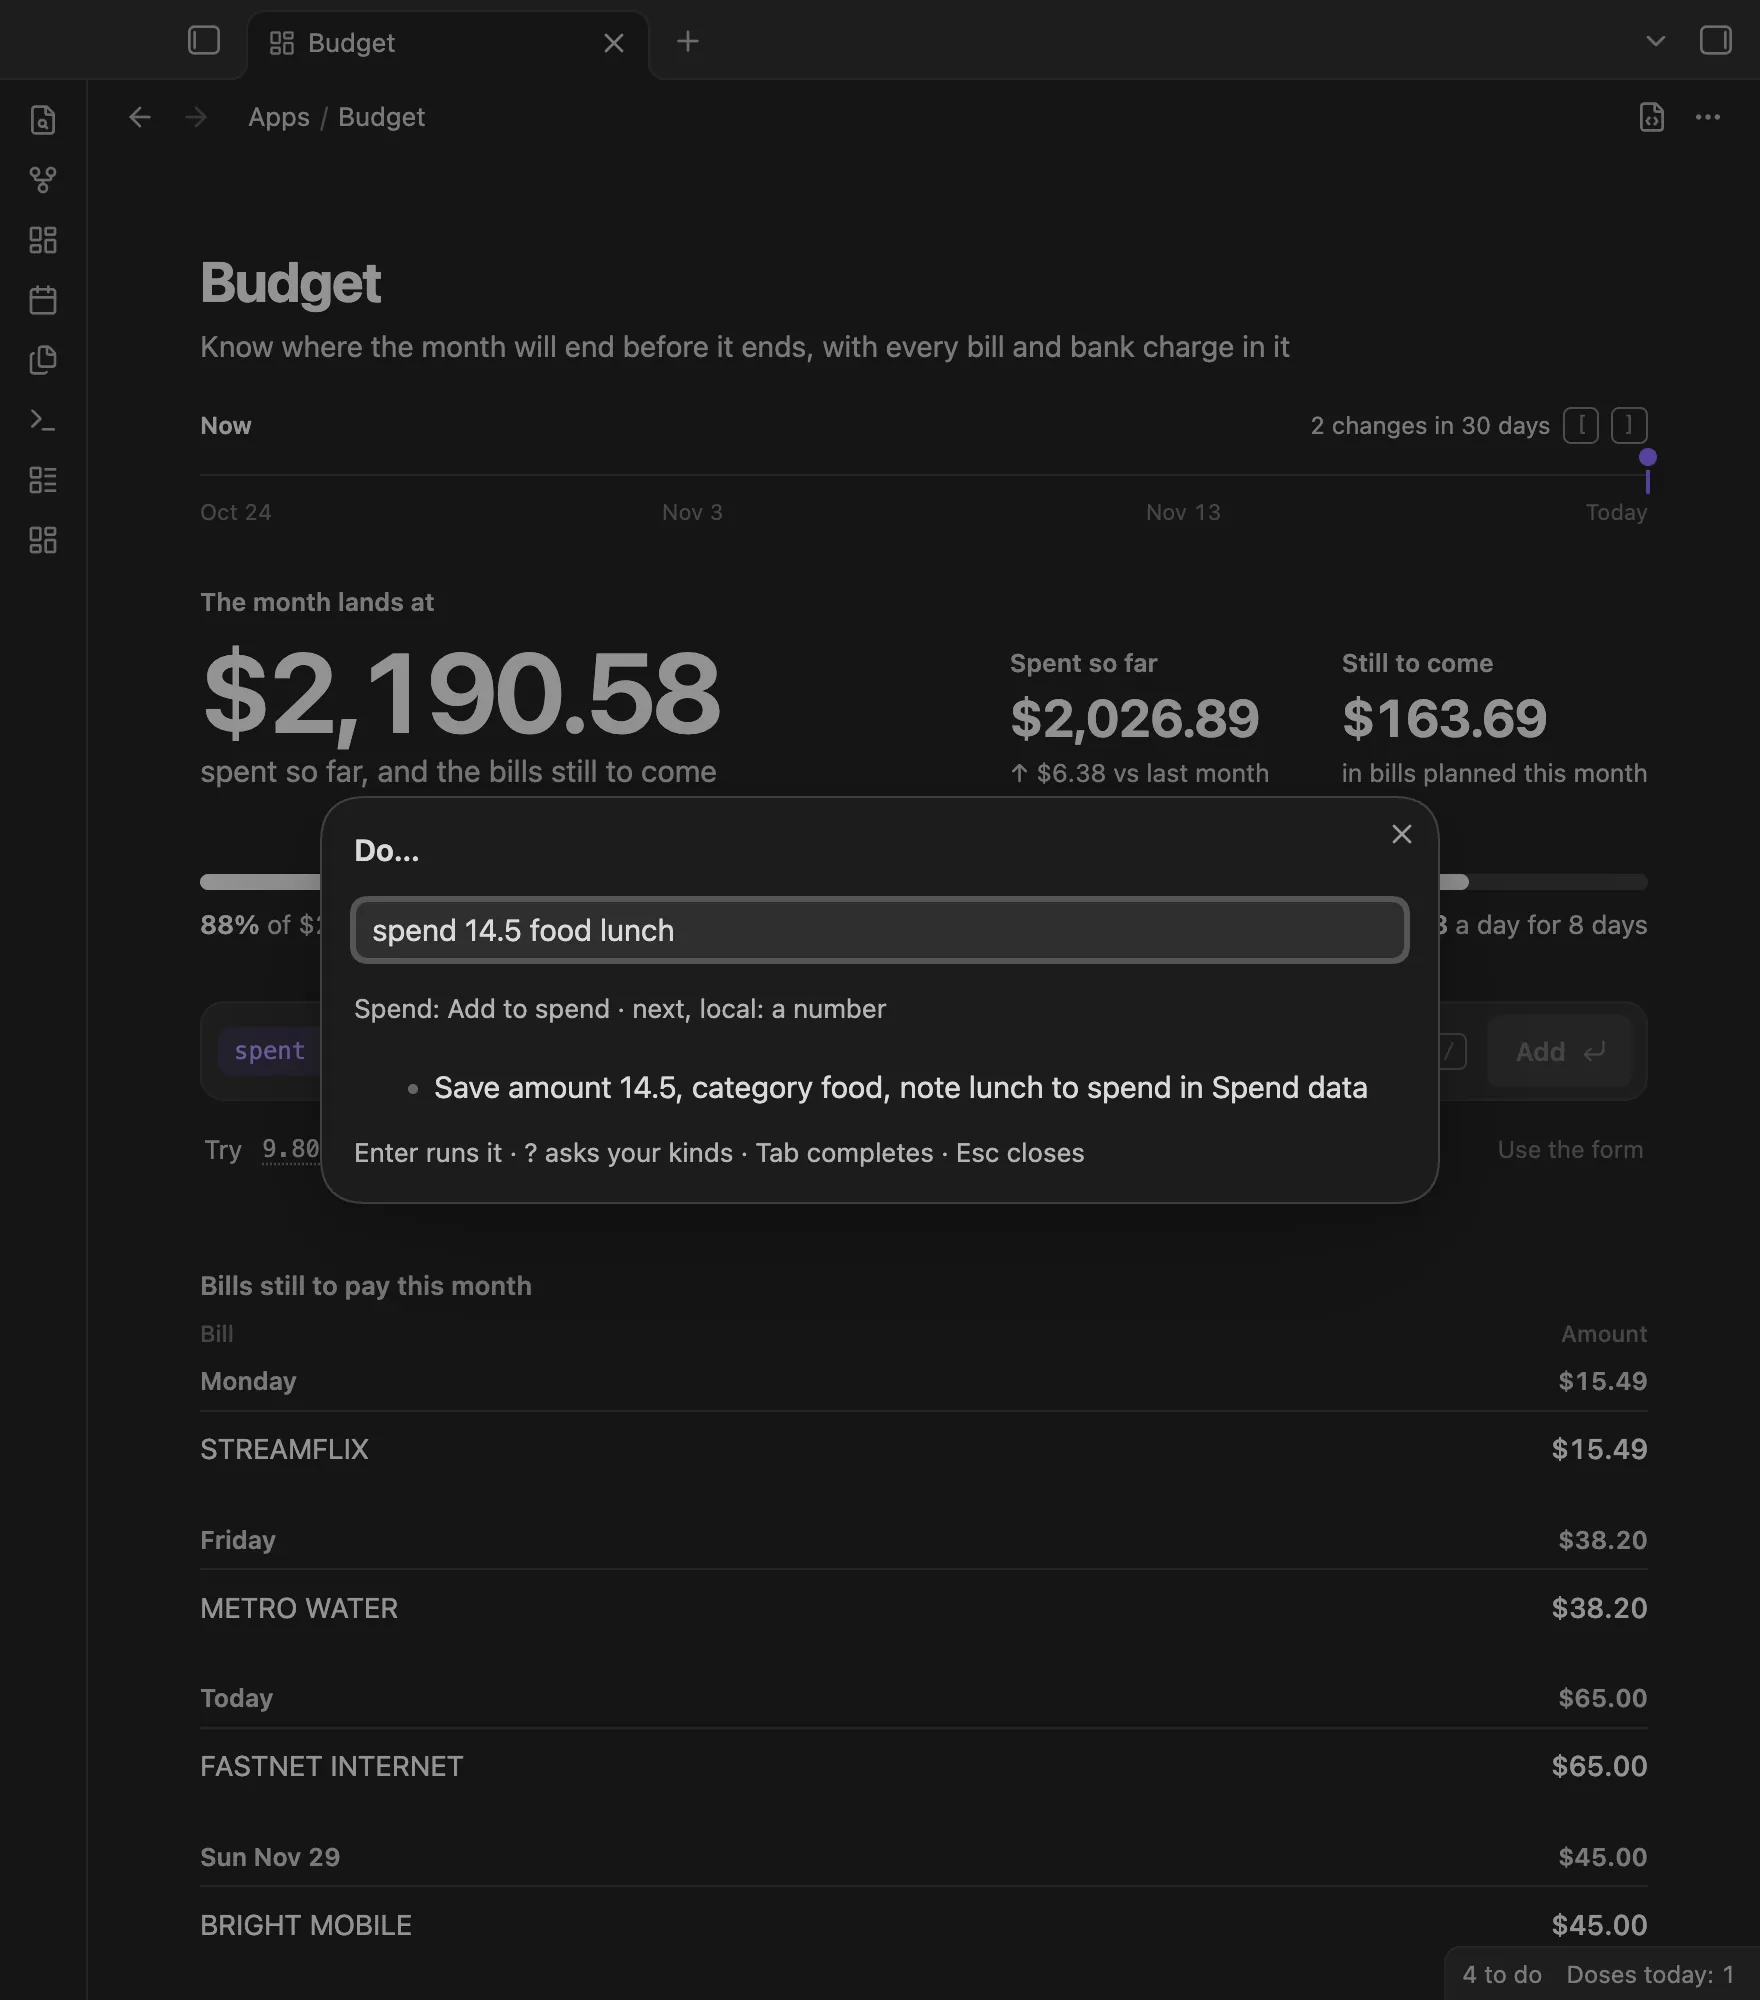 Budget
Apps / Budget
Budget
Know where the month will end before it ends, with every bill and bank charge in it
Now
2 changes in 30 days [ ]
Oct 24 Nov 3 Nov 13 Today
The month lands at
$2,190.58
spent so far, and the bills still to come
Spent so far
$2,026.89
↑ $6.38 vs last month
Still to come
$163.69
in bills planned this month
88% of
a day for 8 days
Do...
spend 14.5 food lunch
Spend: Add to spend · next, local: a number
• Save amount 14.5, category food, note lunch to spend in Spend data
Enter runs it · ? asks your kinds · Tab completes · Esc closes
spent
/ Add
Try 9.80
Use the form
Bills still to pay this month
Bill Amount
Monday $15.49
STREAMFLIX $15.49
Friday $38.20
METRO WATER $38.20
Today $65.00
FASTNET INTERNET $65.00
Sun Nov 29 $45.00
BRIGHT MOBILE $45.00
4 to do Doses today: 1